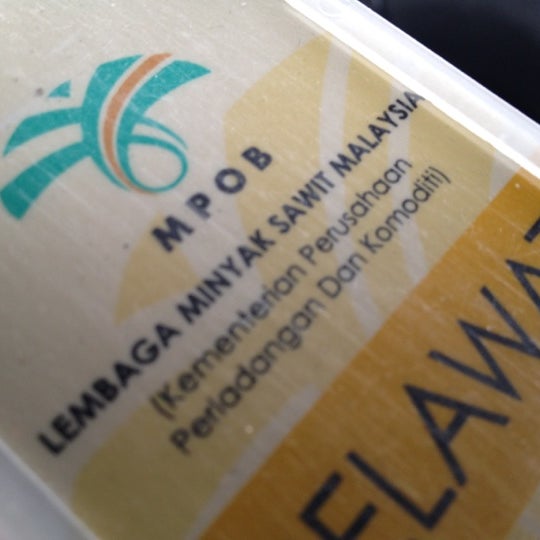 MPOB
LEMBAGA MINYAK SAWIT MALAYSIA
(Kementerian Perusahaan
Perladangan Dan Komoditi)